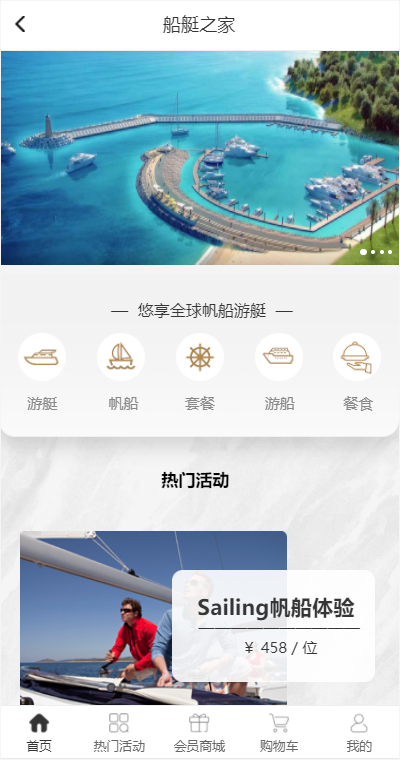 船艇之家
— 悠享全球帆船游艇 —
游艇 帆船 套餐 游船 餐食
热门活动
Sailing帆船体验
￥ 458 / 位
首页 热门活动 会员商城 购物车 我的